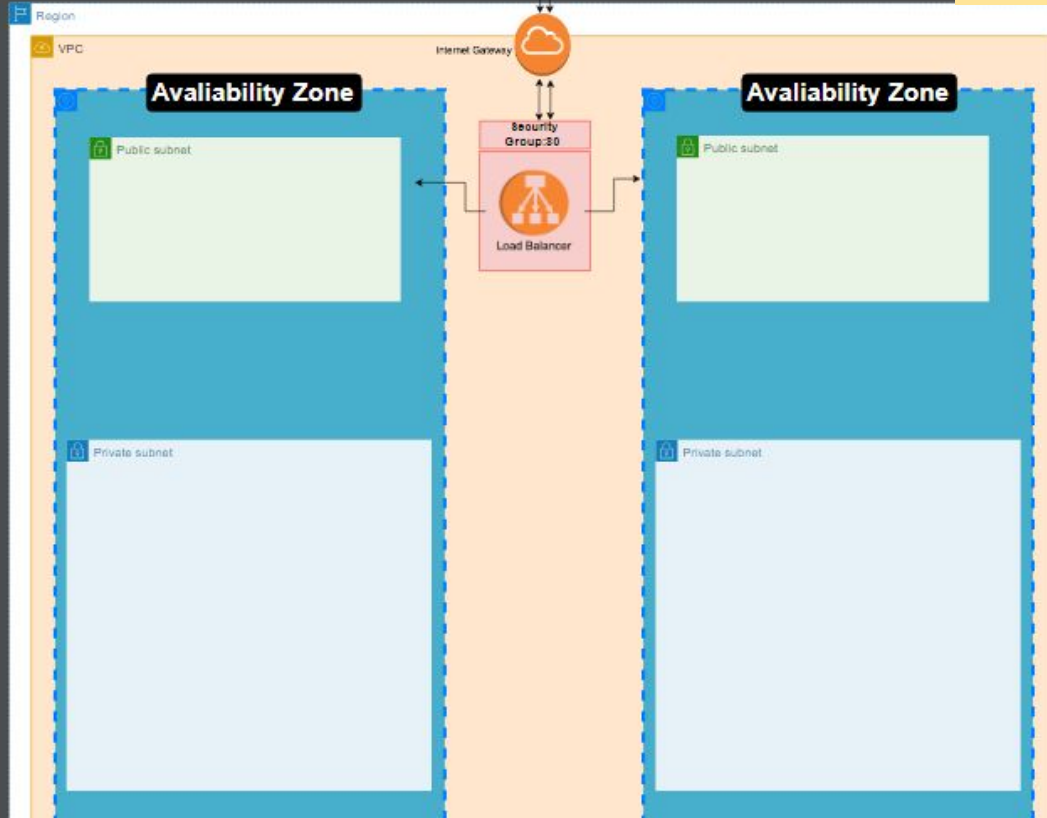 Region
VPC
Internet Gateway
Avaliability Zone
Avaliability Zone
Security
Group:80
Public subnet
Public subnet
Load Balancer
Private subnet
Private subnet